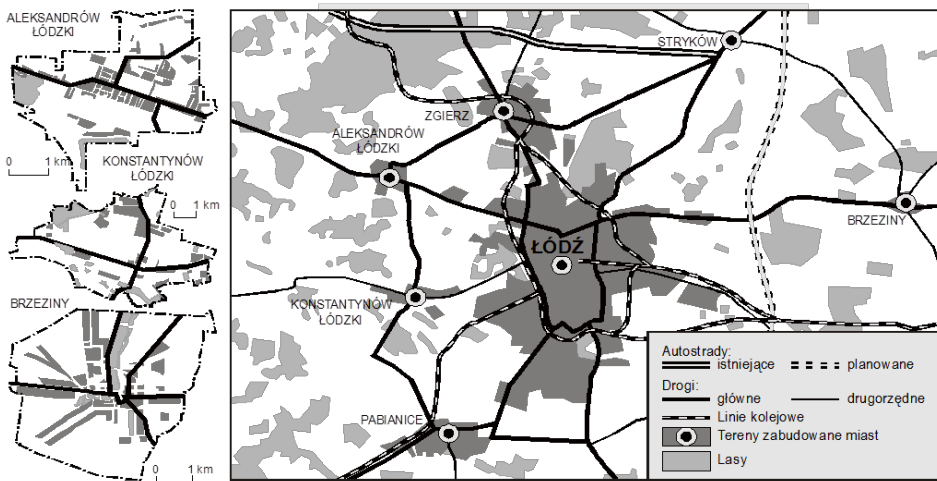 ALEKSANDRÓW
ŁÓDZKI
0 1 km
KONSTANTYNÓW
ŁÓDZKI
0 1 km
BRZEZINY
0 1 km
STRYKÓW
ZGIERZ
ALEKSANDRÓW
ŁÓDZKI
BRZEZINY
ŁÓDŹ
KONSTANTYNÓW
ŁÓDZKI
PABIANICE
Autostrady:
istniejące planowane
Drogi:
główne drugorzędne
Linie kolejowe
Tereny zabudowane miast
Lasy